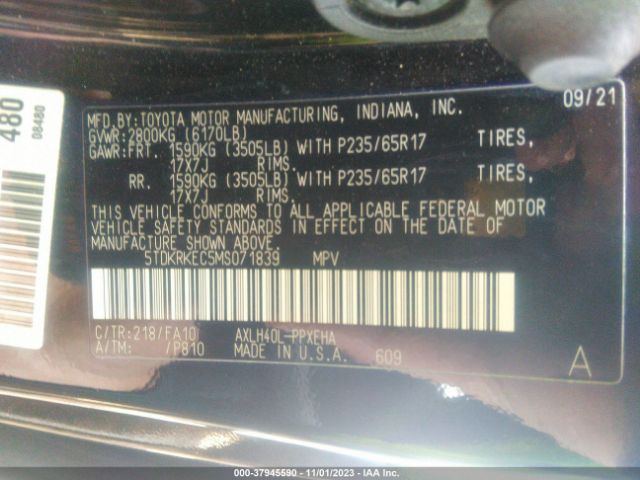 480
08480
09/21
MFD.BY:TOYOTA MOTOR MANUFACTURING, INDIANA, INC.
GVWR:2800KG (6170LB)
GAWR:FRT. 1590KG (3505LB) WITH P235/65R17 TIRES,
17X7J RIMS.
RR. 1590KG (3505LB) WITH P235/65R17 TIRES,
17X7J RIMS.
THIS VEHICLE CONFORMS TO ALL APPLICABLE FEDERAL MOTOR
VEHICLE SAFETY STANDARDS IN EFFECT ON THE DATE OF
MANUFACTURE SHOWN ABOVE.
5TDKRKEC5MS071839 MPV
C/TR:218/FA10 AXLH40L-PPXEHA
A/TM: /P810 MADE IN U.S.A. 609
A
000-37945590 - 11/01/2023 - IAA Inc.